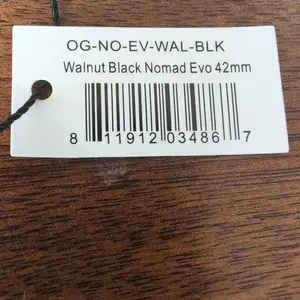 OG-NO-EV-WAL-BLK
Walnut Black Nomad Evo 42mm
8 11912 03486 7